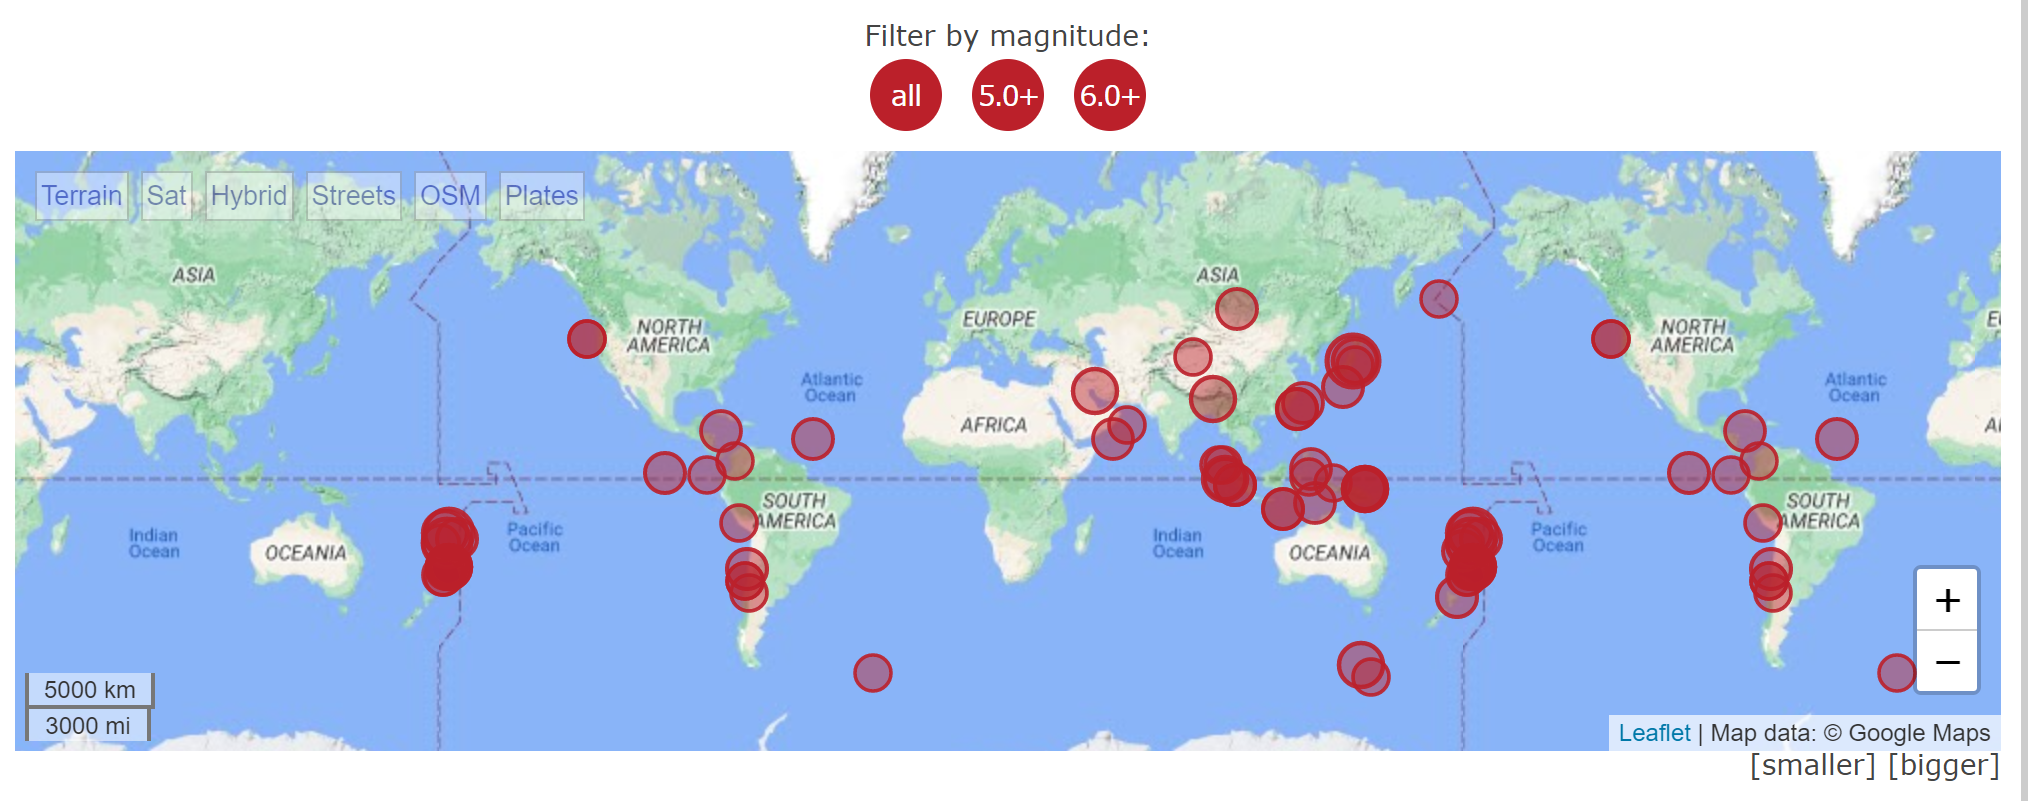 Filter by magnitude:
all 5.0+ 6.0+
Terrain Sat Hybrid Streets OSM Plates
ASIA
NORTH
AMERICA
EUROPE
ASIA
NORTH
AMERICA
Atlantic
Ocean
Atlantic
Ocean
AFRICA
SOUTH
AMERICA
SOUTH
AMERICA
Indian
Ocean
OCEANIA
Pacific
Ocean
Indian
Ocean
OCEANIA
Pacific
Ocean
+
−
5000 km
3000 mi
Leaflet | Map data: © Google Maps
[smaller] [bigger]